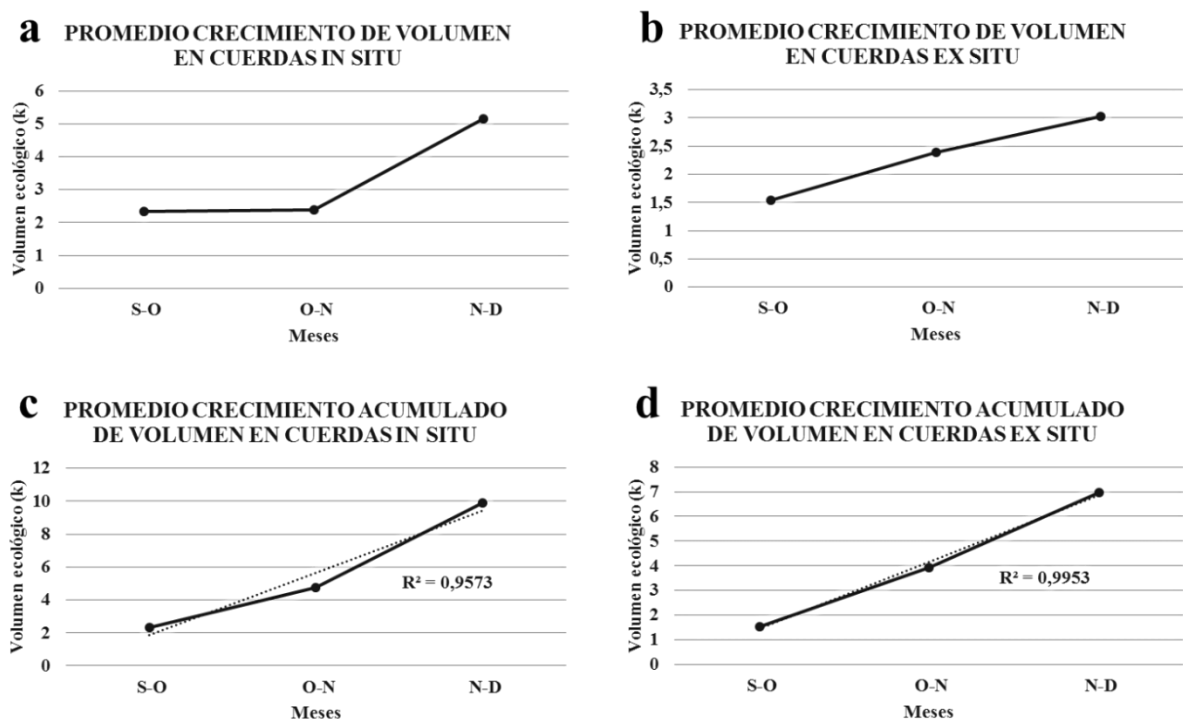 a
PROMEDIO CRECIMIENTO DE VOLUMEN
EN CUERDAS IN SITU
Volumen ecológico (k)
6
5
4
3
2
1
0
S-O O-N N-D
Meses
b
PROMEDIO CRECIMIENTO DE VOLUMEN
EN CUERDAS EX SITU
Volumen ecológico (k)
3,5
3
2,5
2
1,5
1
0,5
0
S-O O-N N-D
Meses
c
PROMEDIO CRECIMIENTO ACUMULADO
DE VOLUMEN EN CUERDAS IN SITU
Volumen ecológico (k)
12
10
8
6
4
2
0
R² = 0,9573
S-O O-N N-D
Meses
d
PROMEDIO CRECIMIENTO ACUMULADO
DE VOLUMEN EN CUERDAS EX SITU
Volumen ecológico (k)
8
7
6
5
4
3
2
1
0
R² = 0,9953
S-O O-N N-D
Meses